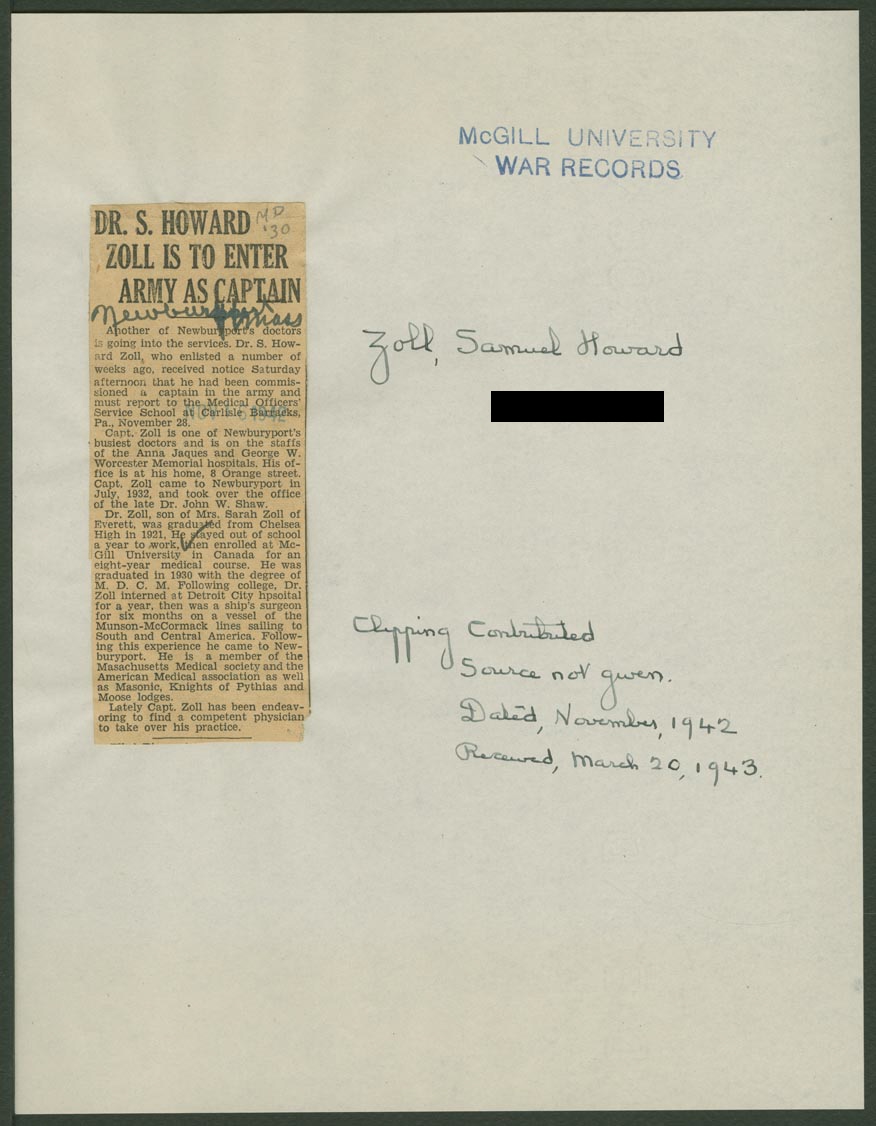 McGILL UNIVERSITY
WAR RECORDS
DR. S. HOWARD
ZOLL IS TO ENTER
ARMY AS CAPTAIN
MD
'30
Newburyport
Mass
Another of Newburyport's doctors
is going into the services. Dr. S. How-
ard Zoll, who enlisted a number of
weeks ago, received notice Saturday
afternoon that he had been commis-
sioned a captain in the army and
must report to the Medical Officers'
Service School at Carlisle Barracks,
Pa., November 28.
Capt. Zoll is one of Newburyport's
busiest doctors and is on the staffs
of the Anna Jaques and George W.
Worcester Memorial hospitals. His of-
fice is at his home, 8 Orange street.
Capt. Zoll came to Newburyport in
July, 1932, and took over the office
of the late Dr. John W. Shaw.
Dr. Zoll, son of Mrs. Sarah Zoll of
Everett, was graduated from Chelsea
High in 1921. He stayed out of school
a year to work, then enrolled at Mc-
Gill University in Canada for an
eight-year medical course. He was
graduated in 1930 with the degree of
M. D. C. M. Following college, Dr.
Zoll interned at Detroit City hpsoital
for a year, then was a ship's surgeon
for six months on a vessel of the
Munson-McCormack lines sailing to
South and Central America. Follow-
ing this experience he came to New-
buryport. He is a member of the
Masachusetts Medical society and the
American Medical association as well
as Masonic, Knights of Pythias and
Moose lodges.
Lately Capt. Zoll has been endeav-
oring to find a competent physician
to take over his practice.
Zoll, Samuel Howard
Clipping Contributed
Source not given.
Dated, November, 1942
Received, March 20, 1943.